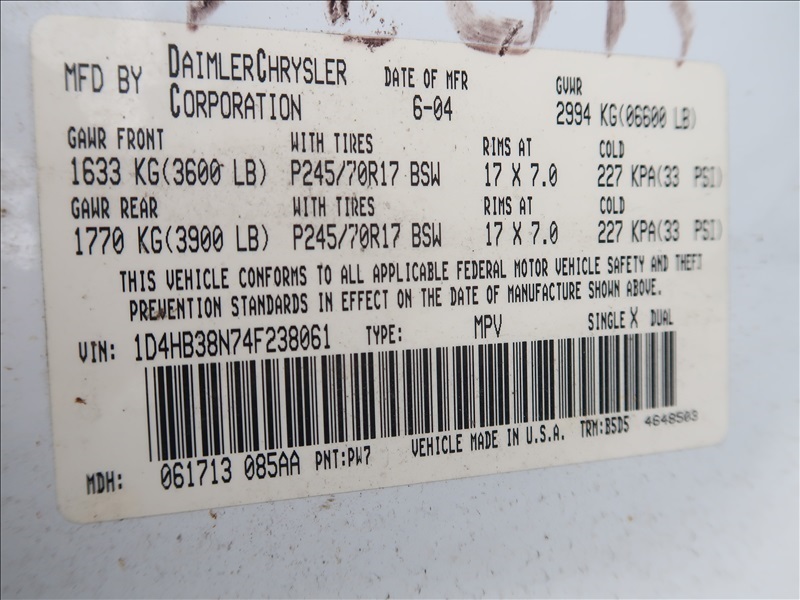 MFD BY DAIMLERCHRYSLER CORPORATION DATE OF MFR 6-04 GVWR 2994 KG(06600 LB)
GAWR FRONT WITH TIRES RIMS AT COLD
1633 KG(3600 LB) P245/70R17 BSW 17 X 7.0 227 KPA(33 PSI)
GAWR REAR WITH TIRES RIMS AT COLD
1770 KG(3900 LB) P245/70R17 BSW 17 X 7.0 227 KPA(33 PSI)
THIS VEHICLE CONFORMS TO ALL APPLICABLE FEDERAL MOTOR VEHICLE SAFETY AND THEFT
PREVENTION STANDARDS IN EFFECT ON THE DATE OF MANUFACTURE SHOWN ABOVE.
VIN: 1D4HB38N74F238061 TYPE: MPV SINGLE X DUAL
MDH: 061713 085AA PNT:PW7 VEHICLE MADE IN U.S.A. TRM:B5D5 4648503